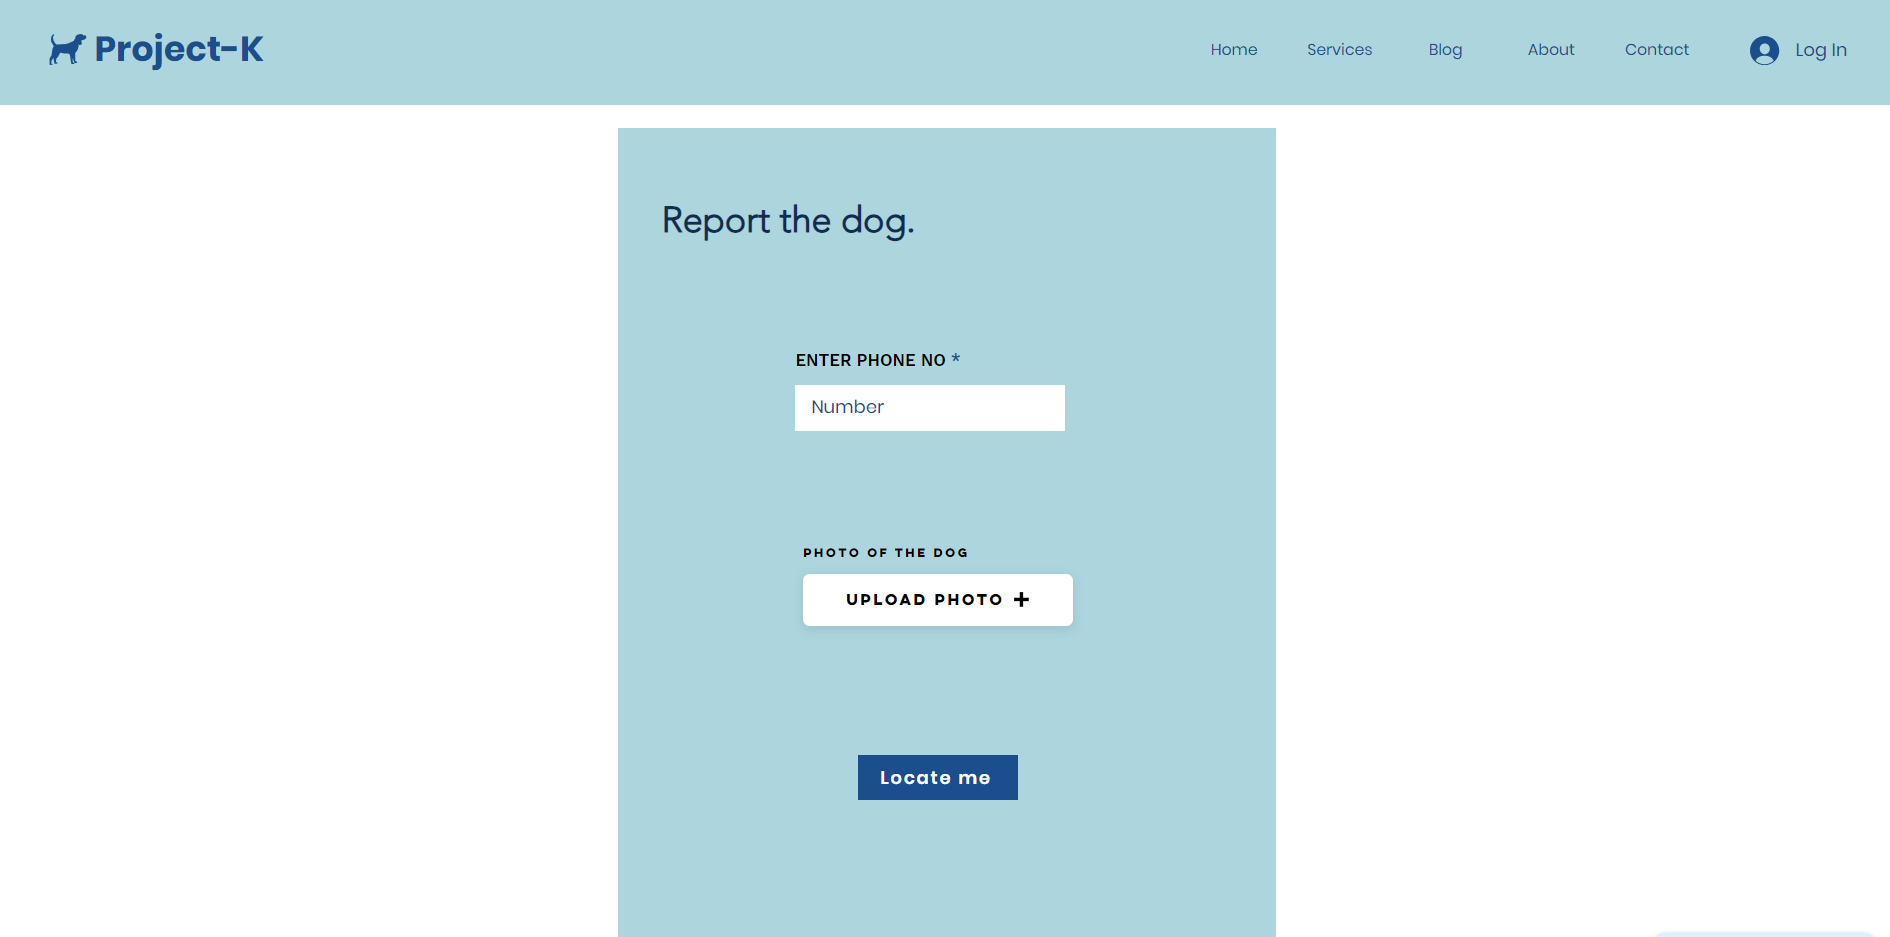 Project-K
Home Services Blog About Contact Log In
Report the dog.
ENTER PHONE NO *
Number
PHOTO OF THE DOG
UPLOAD PHOTO +
Locate me